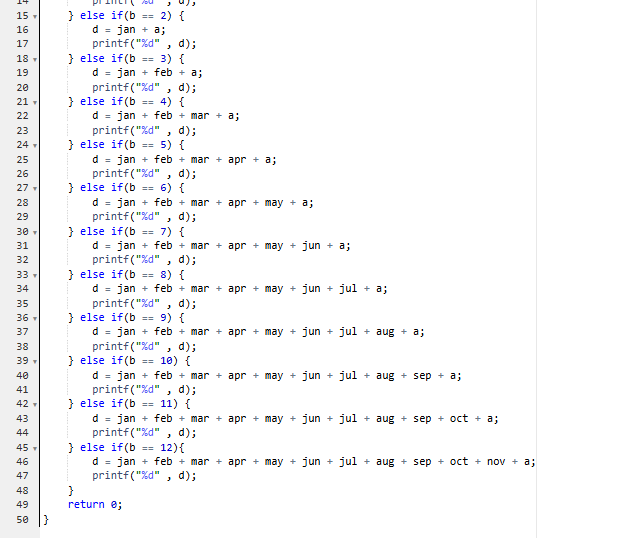 14 printf("%d" , d);
15 } else if(b == 2) {
16 d = jan + a;
17 printf("%d" , d);
18 } else if(b == 3) {
19 d = jan + feb + a;
20 printf("%d" , d);
21 } else if(b == 4) {
22 d = jan + feb + mar + a;
23 printf("%d" , d);
24 } else if(b == 5) {
25 d = jan + feb + mar + apr + a;
26 printf("%d" , d);
27 } else if(b == 6) {
28 d = jan + feb + mar + apr + may + a;
29 printf("%d" , d);
30 } else if(b == 7) {
31 d = jan + feb + mar + apr + may + jun + a;
32 printf("%d" , d);
33 } else if(b == 8) {
34 d = jan + feb + mar + apr + may + jun + jul + a;
35 printf("%d" , d);
36 } else if(b == 9) {
37 d = jan + feb + mar + apr + may + jun + jul + aug + a;
38 printf("%d" , d);
39 } else if(b == 10) {
40 d = jan + feb + mar + apr + may + jun + jul + aug + sep + a;
41 printf("%d" , d);
42 } else if(b == 11) {
43 d = jan + feb + mar + apr + may + jun + jul + aug + sep + oct + a;
44 printf("%d" , d);
45 } else if(b == 12){
46 d = jan + feb + mar + apr + may + jun + jul + aug + sep + oct + nov + a;
47 printf("%d" , d);
48 }
49 return 0;
50 }